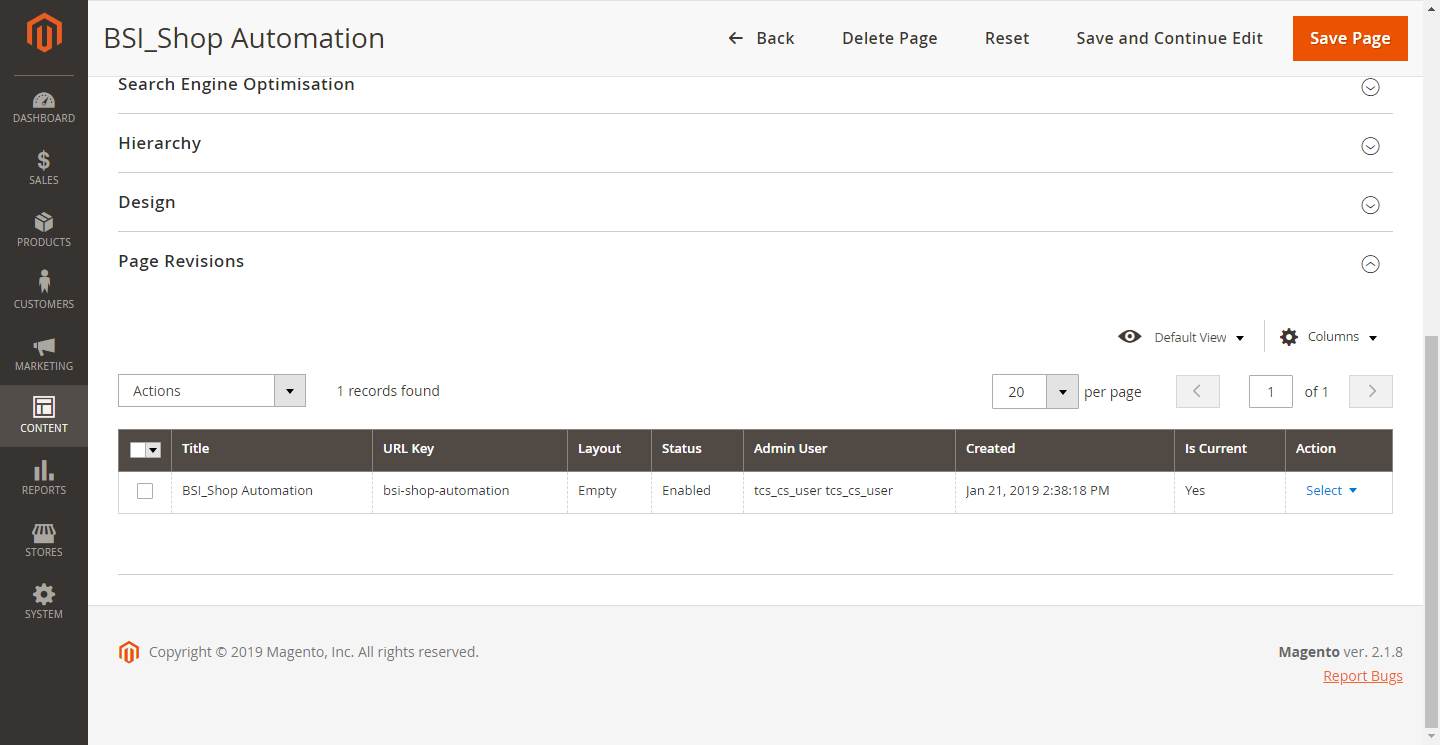 BSI_Shop Automation
Back
Delete Page
Reset
Save and Continue Edit
Save Page
DASHBOARD
SALES
PRODUCTS
CUSTOMERS
MARKETING
CONTENT
REPORTS
STORES
SYSTEM
Search Engine Optimisation
Hierarchy
Design
Page Revisions
Default View
Columns
Actions
1 records found
20
per page
1
of 1
Title URL Key Layout Status Admin User Created Is Current Action
BSI_Shop Automation bsi-shop-automation Empty Enabled tcs_cs_user tcs_cs_user Jan 21, 2019 2:38:18 PM Yes Select
Copyright © 2019 Magento, Inc. All rights reserved.
Magento ver. 2.1.8
Report Bugs